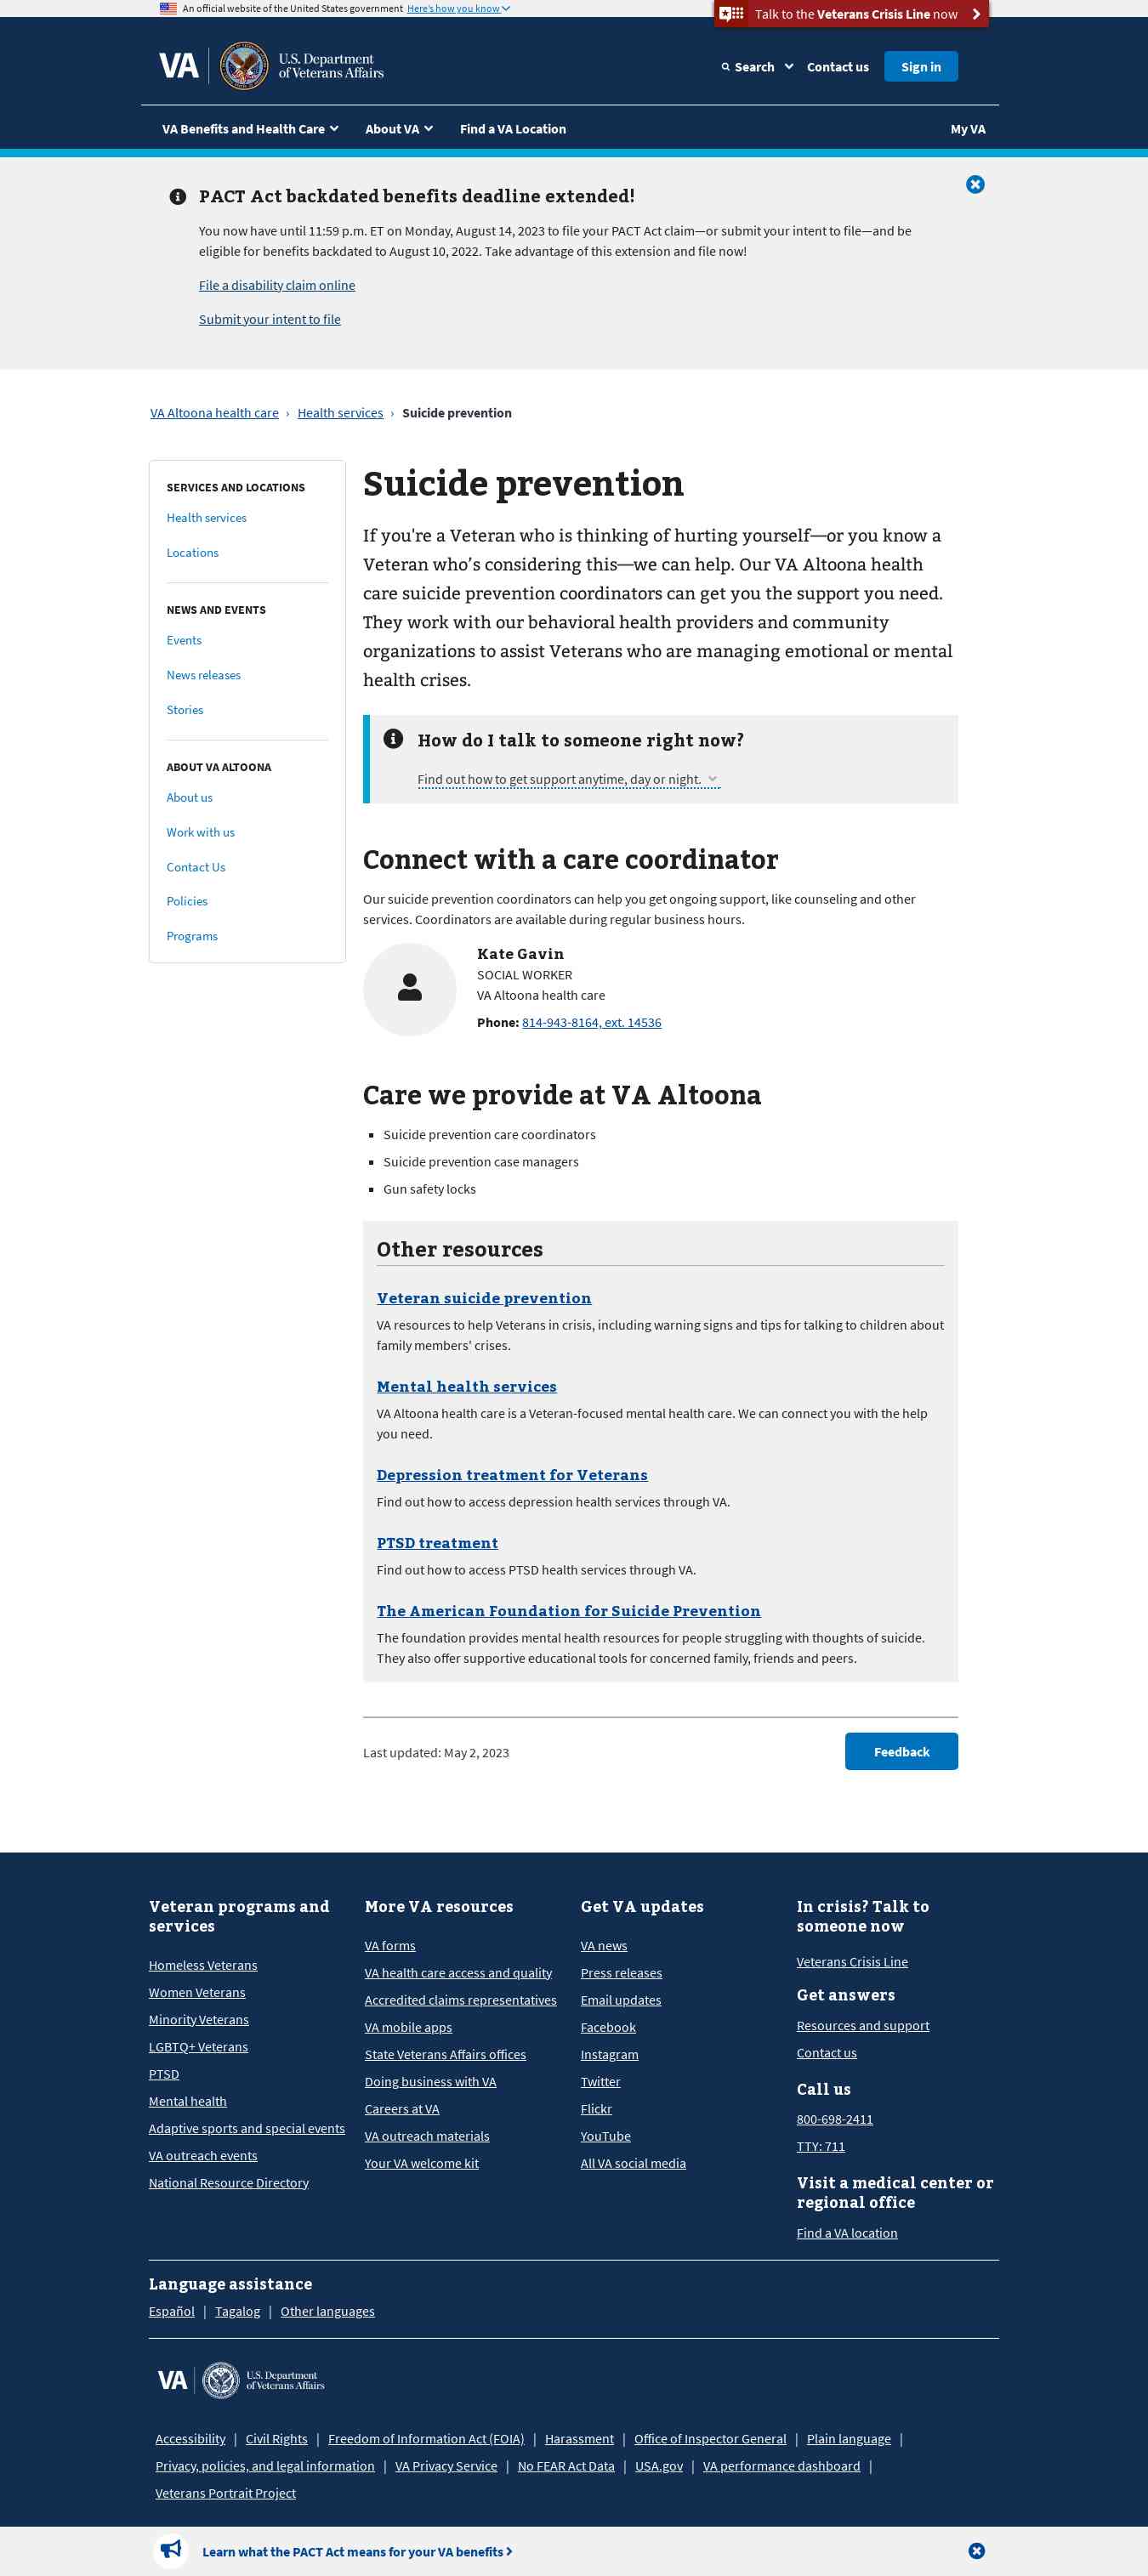 An official website of the United States government Here's how you know
Talk to the Veterans Crisis Line now
VA
U.S. Department
of Veterans Affairs
Search
Contact us
Sign in
VA Benefits and Health Care
About VA
Find a VA Location
My VA
PACT Act backdated benefits deadline extended!
You now have until 11:59 p.m. ET on Monday, August 14, 2023 to file your PACT Act claim—or submit your intent to file—and be
eligible for benefits backdated to August 10, 2022. Take advantage of this extension and file now!
File a disability claim online
Submit your intent to file
VA Altoona health care › Health services › Suicide prevention
SERVICES AND LOCATIONS
Health services
Locations
NEWS AND EVENTS
Events
News releases
Stories
ABOUT VA ALTOONA
About us
Work with us
Contact Us
Policies
Programs
Suicide prevention
If you're a Veteran who is thinking of hurting yourself—or you know a
Veteran who’s considering this—we can help. Our VA Altoona health
care suicide prevention coordinators can get you the support you need.
They work with our behavioral health providers and community
organizations to assist Veterans who are managing emotional or mental
health crises.
How do I talk to someone right now?
Find out how to get support anytime, day or night.
Connect with a care coordinator
Our suicide prevention coordinators can help you get ongoing support, like counseling and other
services. Coordinators are available during regular business hours.
Kate Gavin
SOCIAL WORKER
VA Altoona health care
Phone: 814-943-8164, ext. 14536
Care we provide at VA Altoona
Suicide prevention care coordinators
Suicide prevention case managers
Gun safety locks
Other resources
Veteran suicide prevention
VA resources to help Veterans in crisis, including warning signs and tips for talking to children about
family members' crises.
Mental health services
VA Altoona health care is a Veteran-focused mental health care. We can connect you with the help
you need.
Depression treatment for Veterans
Find out how to access depression health services through VA.
PTSD treatment
Find out how to access PTSD health services through VA.
The American Foundation for Suicide Prevention
The foundation provides mental health resources for people struggling with thoughts of suicide.
They also offer supportive educational tools for concerned family, friends and peers.
Last updated: May 2, 2023
Feedback
Veteran programs and
services
Homeless Veterans
Women Veterans
Minority Veterans
LGBTQ+ Veterans
PTSD
Mental health
Adaptive sports and special events
VA outreach events
National Resource Directory
More VA resources
VA forms
VA health care access and quality
Accredited claims representatives
VA mobile apps
State Veterans Affairs offices
Doing business with VA
Careers at VA
VA outreach materials
Your VA welcome kit
Get VA updates
VA news
Press releases
Email updates
Facebook
Instagram
Twitter
Flickr
YouTube
All VA social media
In crisis? Talk to
someone now
Veterans Crisis Line
Get answers
Resources and support
Contact us
Call us
800-698-2411
TTY: 711
Visit a medical center or
regional office
Find a VA location
Language assistance
Español | Tagalog | Other languages
VA
U.S. Department
of Veterans Affairs
Accessibility | Civil Rights | Freedom of Information Act (FOIA) | Harassment | Office of Inspector General | Plain language |
Privacy, policies, and legal information | VA Privacy Service | No FEAR Act Data | USA.gov | VA performance dashboard |
Veterans Portrait Project
Learn what the PACT Act means for your VA benefits